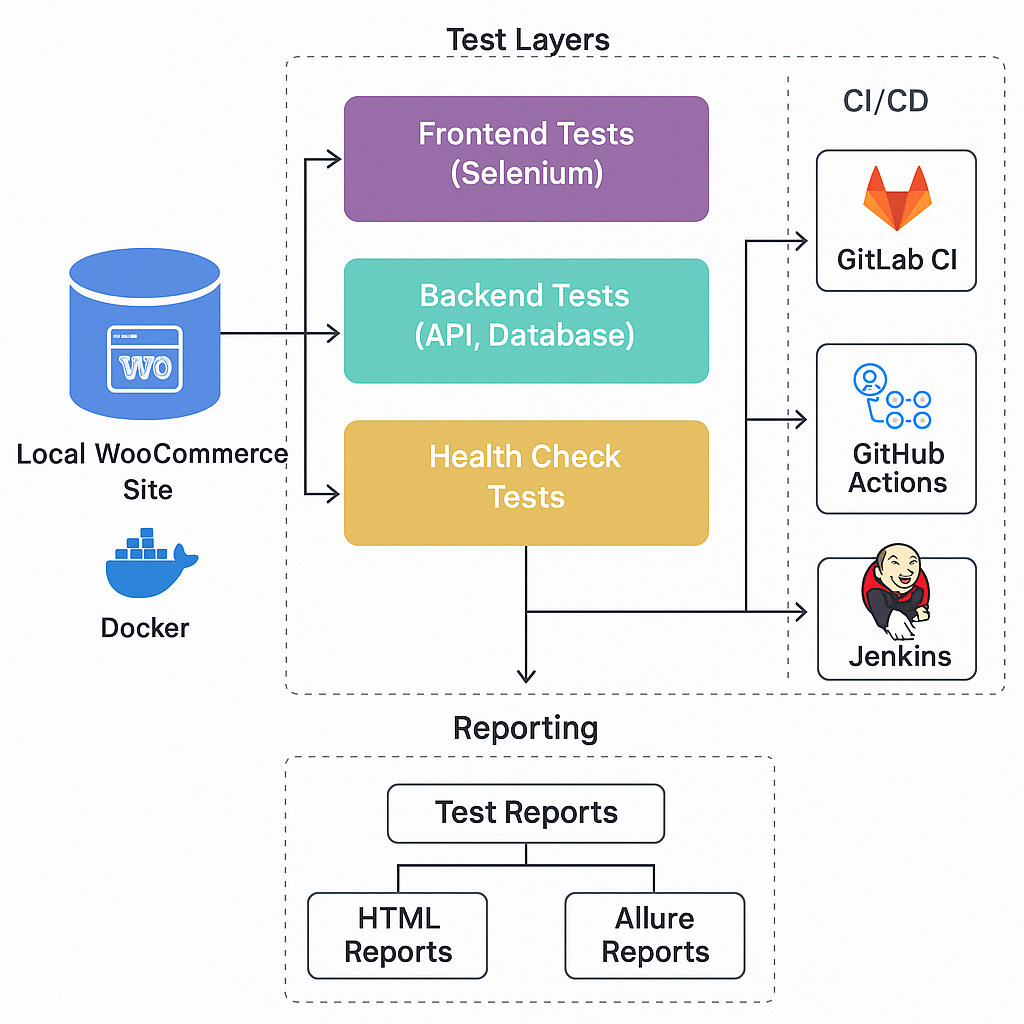 Test Layers
Frontend Tests
(Selenium)
Backend Tests
(API, Database)
Health Check
Tests
CI/CD
GitLab CI
GitHub
Actions
Jenkins
WO
Local WooCommerce
Site
Docker
Reporting
Test Reports
HTML
Reports
Allure
Reports